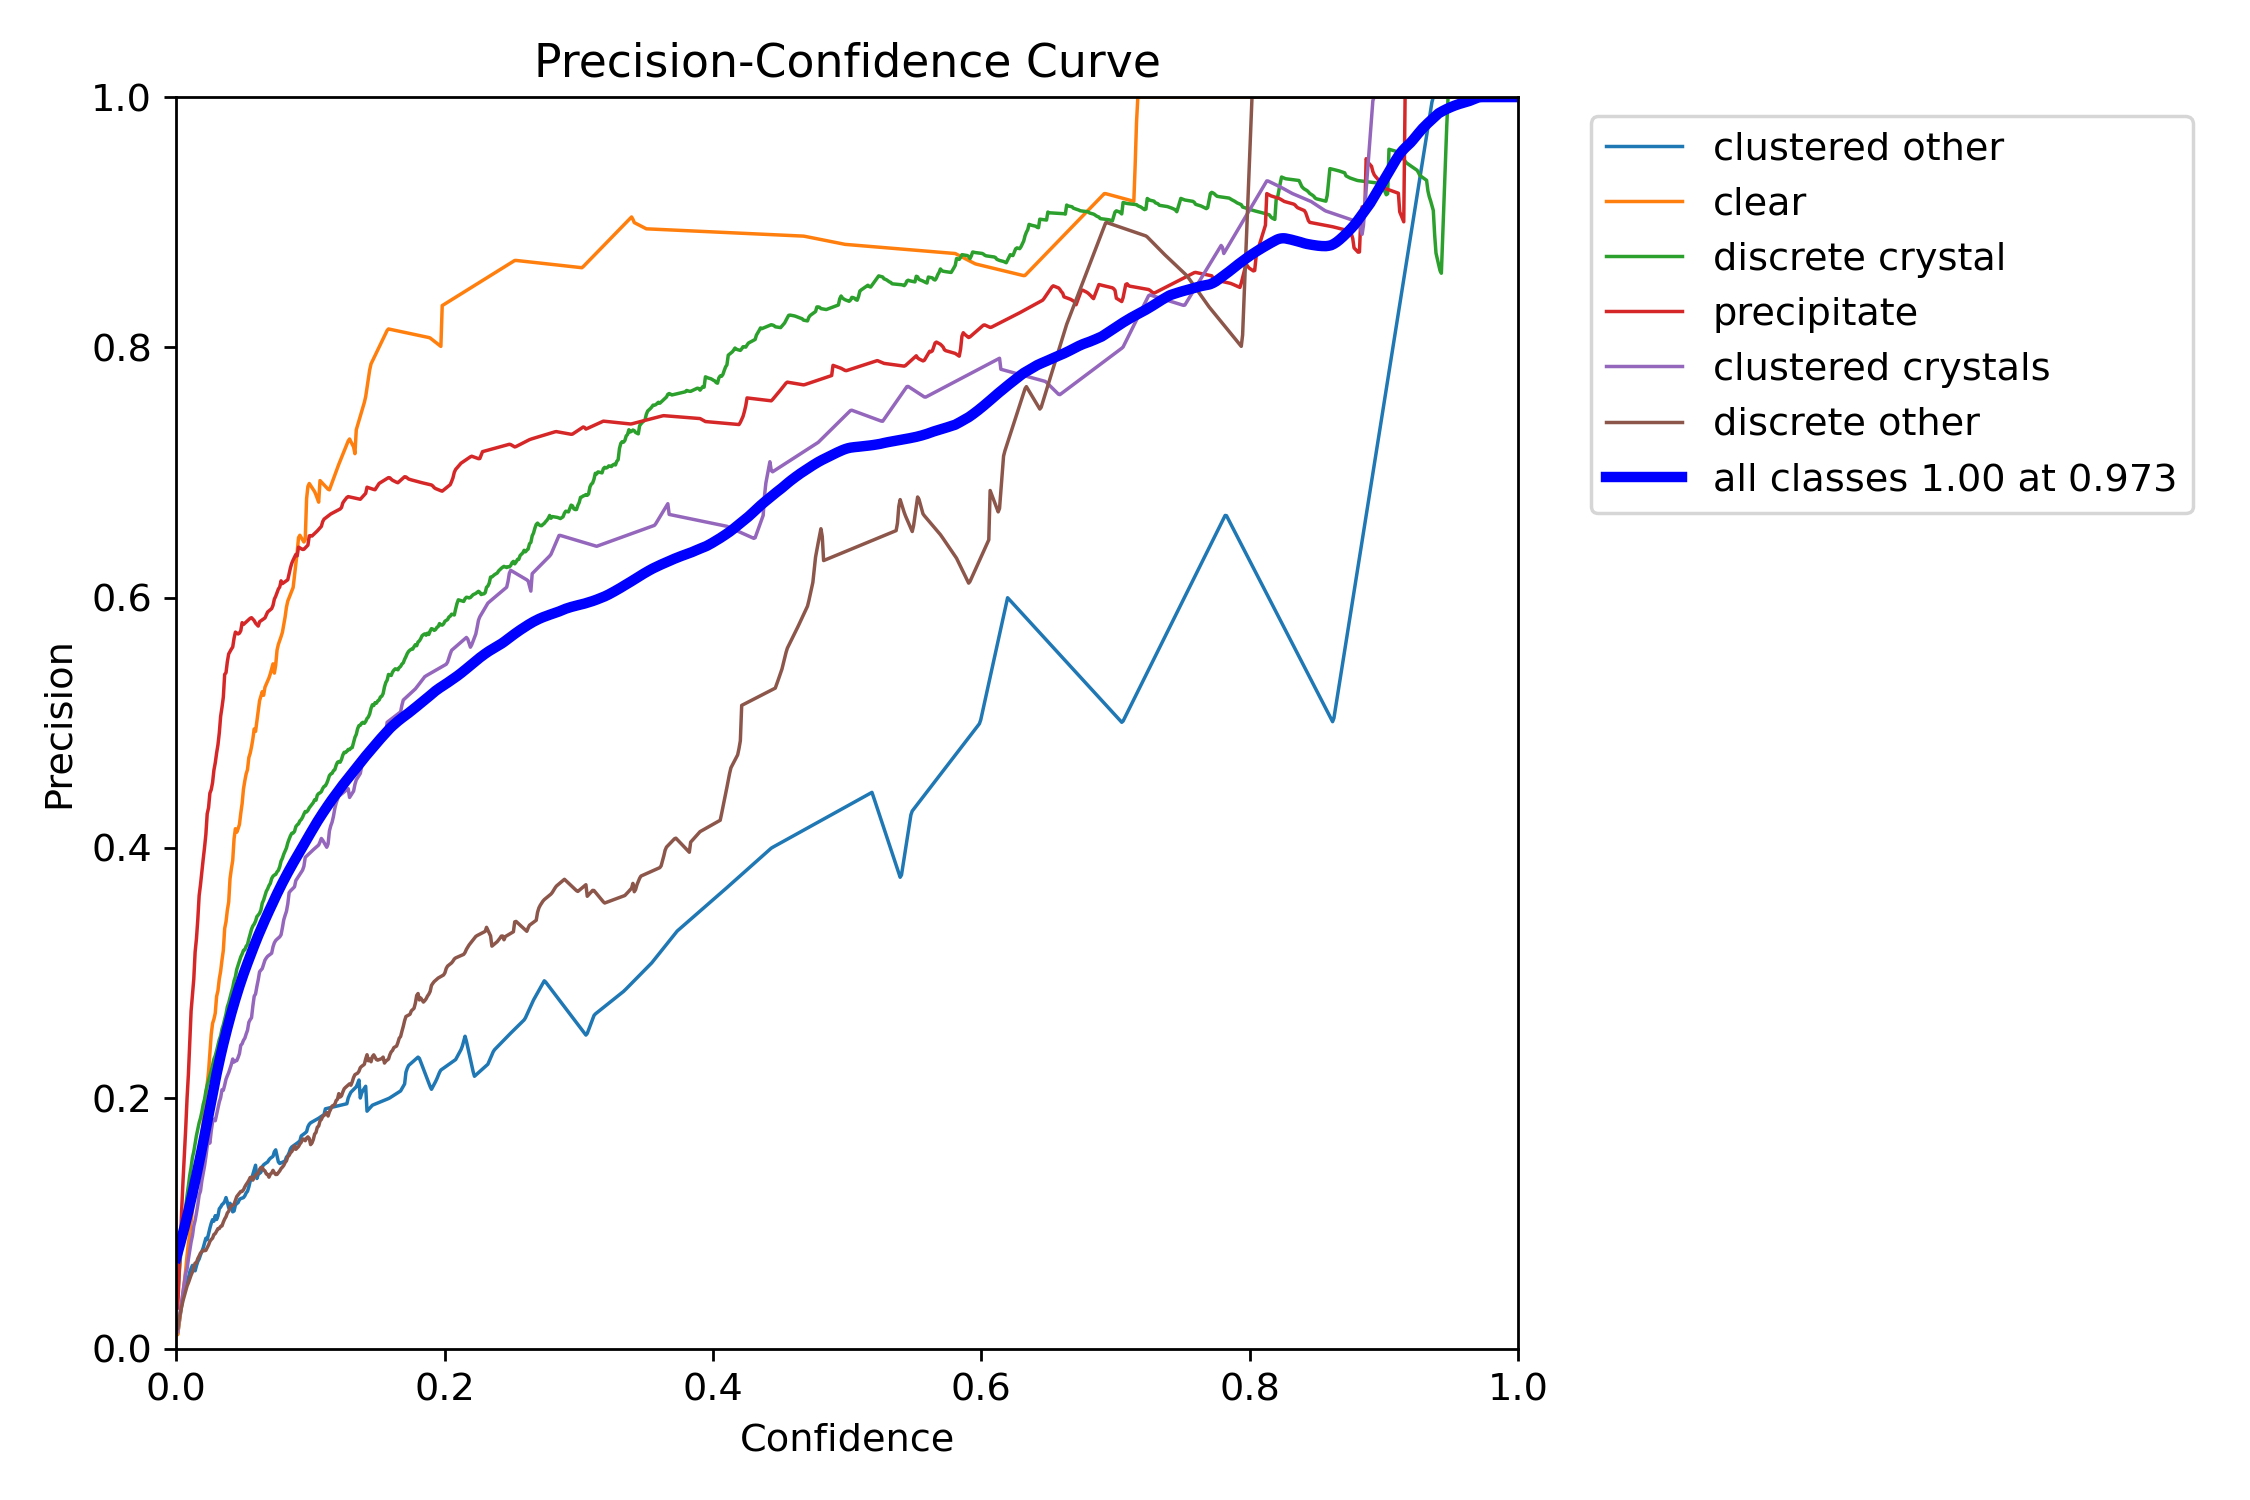 Precision-Confidence Curve
1.0
0.8
0.6
0.4
0.2
0.0
Precision
0.0 0.2 0.4 0.6 0.8 1.0
Confidence
clustered other
clear
discrete crystal
precipitate
clustered crystals
discrete other
all classes 1.00 at 0.973